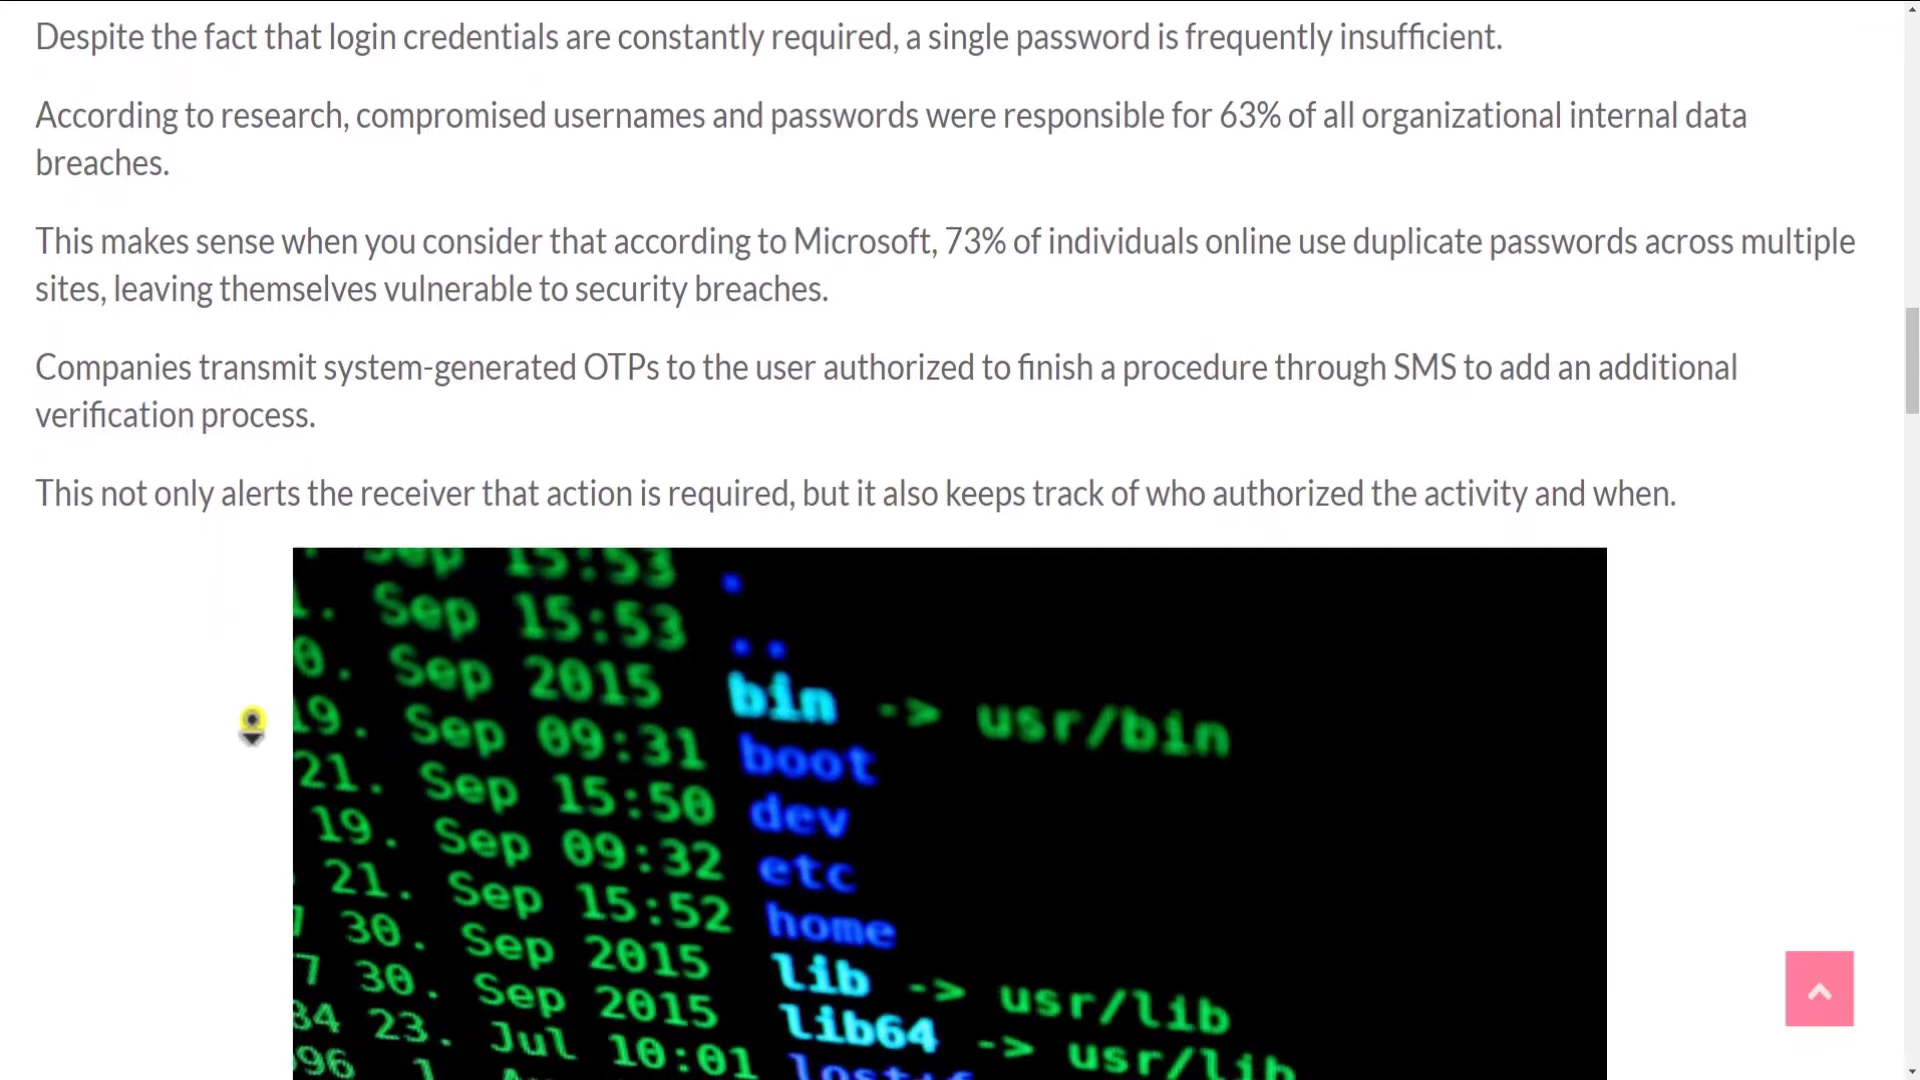 Despite the fact that login credentials are constantly required, a single password is frequently insufficient.
According to research, compromised usernames and passwords were responsible for 63% of all organizational internal data
breaches.
This makes sense when you consider that according to Microsoft, 73% of individuals online use duplicate passwords across multiple
sites, leaving themselves vulnerable to security breaches.
Companies transmit system-generated OTPs to the user authorized to finish a procedure through SMS to add an additional
verification process.
This not only alerts the receiver that action is required, but it also keeps track of who authorized the activity and when.
. Sep 15:53 .
1. Sep 15:53 ..
0. Sep 2015 bin -> usr/bin
19. Sep 09:31 boot
21. Sep 15:50 dev
19. Sep 09:32 etc
21. Sep 15:52 home
7 30. Sep 2015 lib -> usr/lib
7 30. Sep 2015 lib64 -> usr/lib
84 23. Jul 10:01
096 1